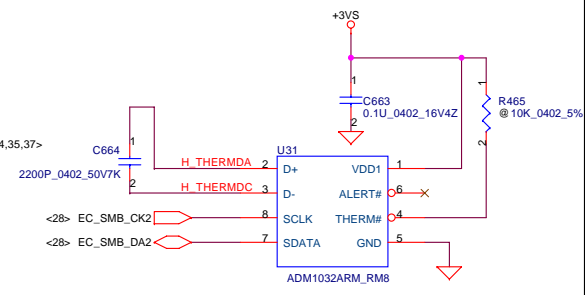 +3VS
1
C663
0.1U_0402_16V4Z
2
1
R465
@10K_0402_5%
2
4,35,37>
C664
1
2
2200P_0402_50V7K
U31
H_THERMDA 2 D+ VDD1 1
H_THERMDC 3 D- ALERT# 6
<28> EC_SMB_CK2 8 SCLK THERM# 4
<28> EC_SMB_DA2 7 SDATA GND 5
ADM1032ARM_RM8